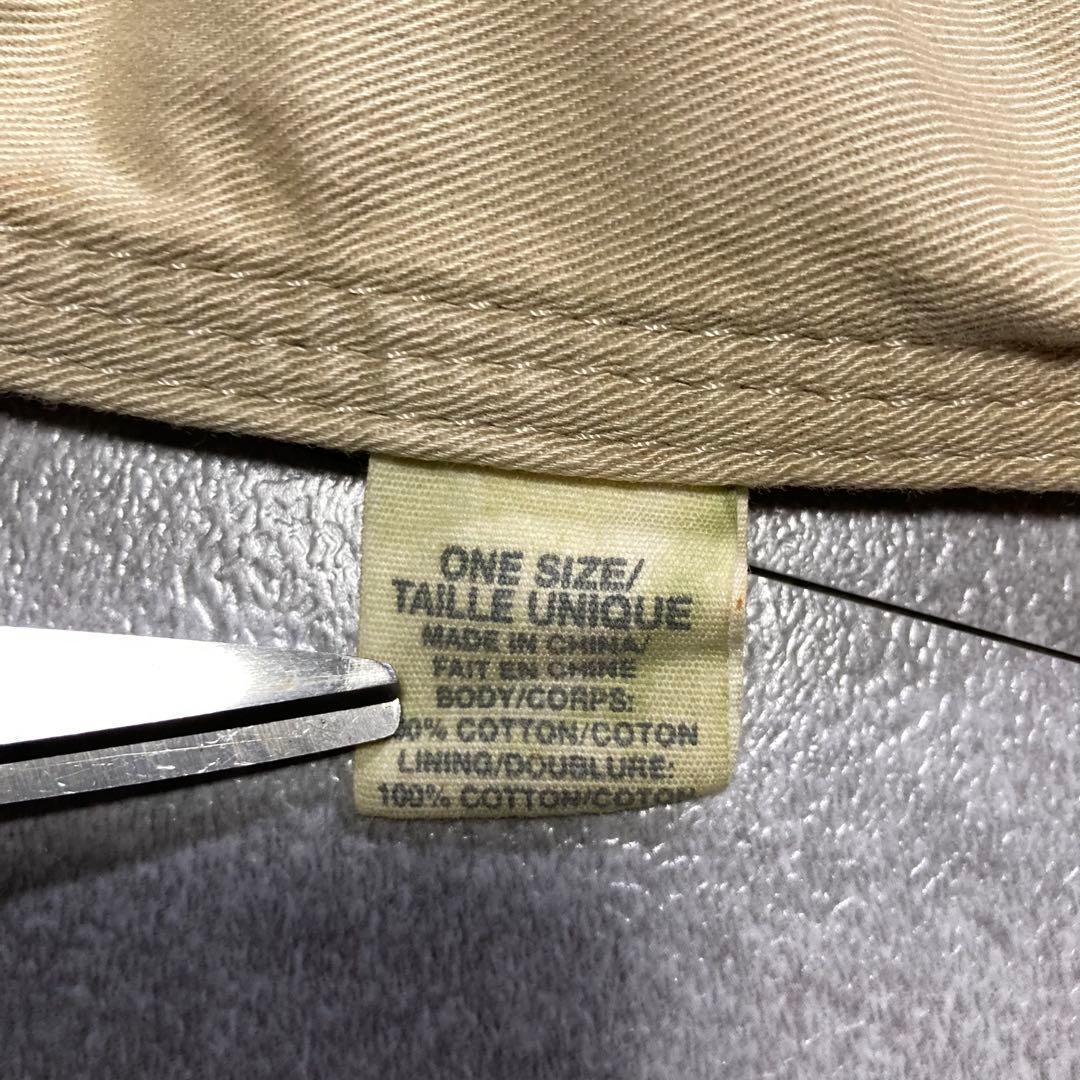 ONE SIZE/
TAILLE UNIQUE
MADE IN CHINA/
FAIT EN CHINE
BODY/CORPS:
00% COTTON/COTON
LINING/DOUBLURE:
100% COTTON/COTON